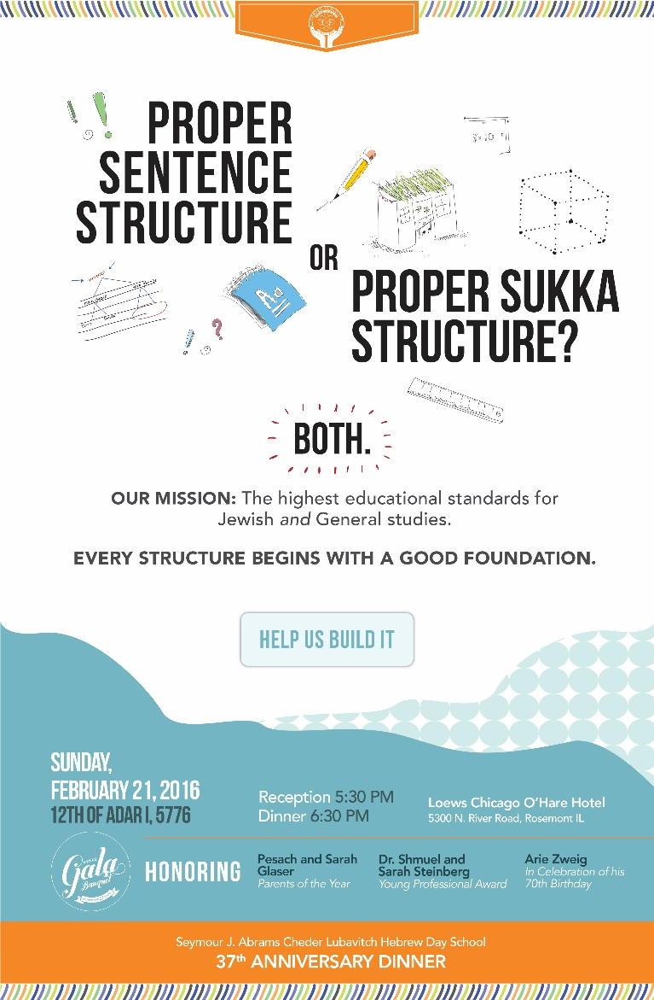 PROPER
SENTENCE
STRUCTURE
OR
PROPER SUKKA
STRUCTURE?
BOTH.
OUR MISSION: The highest educational standards for
Jewish and General studies.
EVERY STRUCTURE BEGINS WITH A GOOD FOUNDATION.
HELP US BUILD IT
SUNDAY,
FEBRUARY 21, 2016
12TH OF ADAR I, 5776
Reception 5:30 PM
Dinner 6:30 PM
Loews Chicago O'Hare Hotel
5300 N. River Road, Rosemont IL
Gala
Banquet
HONORING
Pesach and Sarah
Glaser
Parents of the Year
Dr. Shmuel and
Sarah Steinberg
Young Professional Award
Arie Zweig
In Celebration of his
70th Birthday
Seymour J. Abrams Cheder Lubavitch Hebrew Day School
37th ANNIVERSARY DINNER